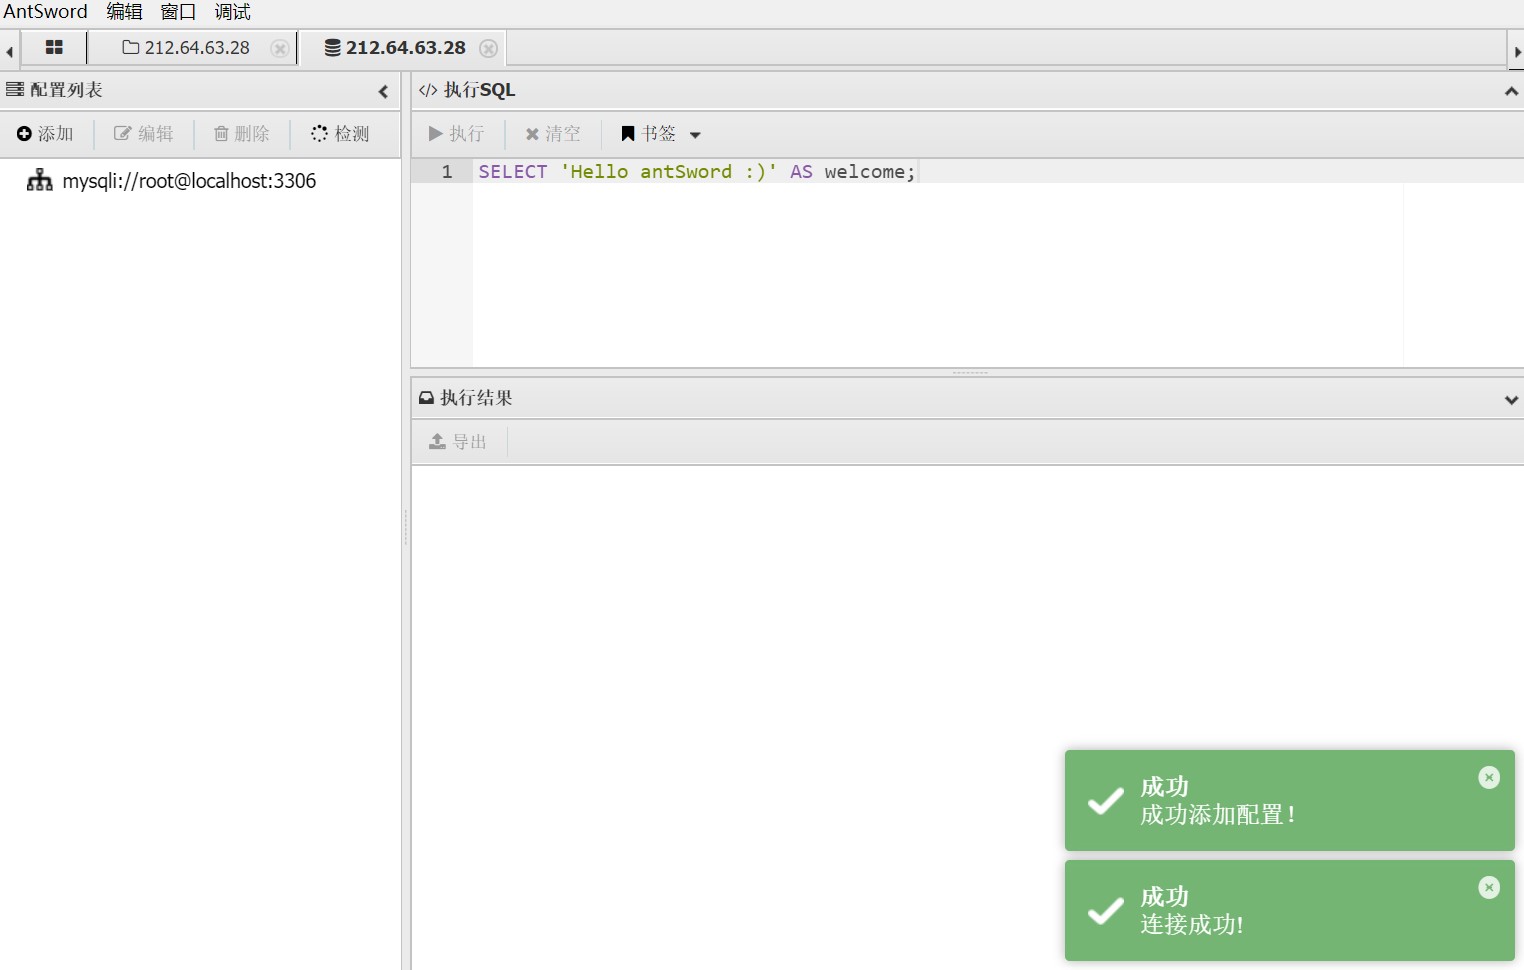 AntSword 编辑 窗口 调试
212.64.63.28 212.64.63.28
配置列表
添加 编辑 删除 检测
mysqli://root@localhost:3306
</> 执行SQL
执行 清空 书签
1 SELECT 'Hello antSword :)' AS welcome;
执行结果
导出
成功
成功添加配置!
成功
连接成功!